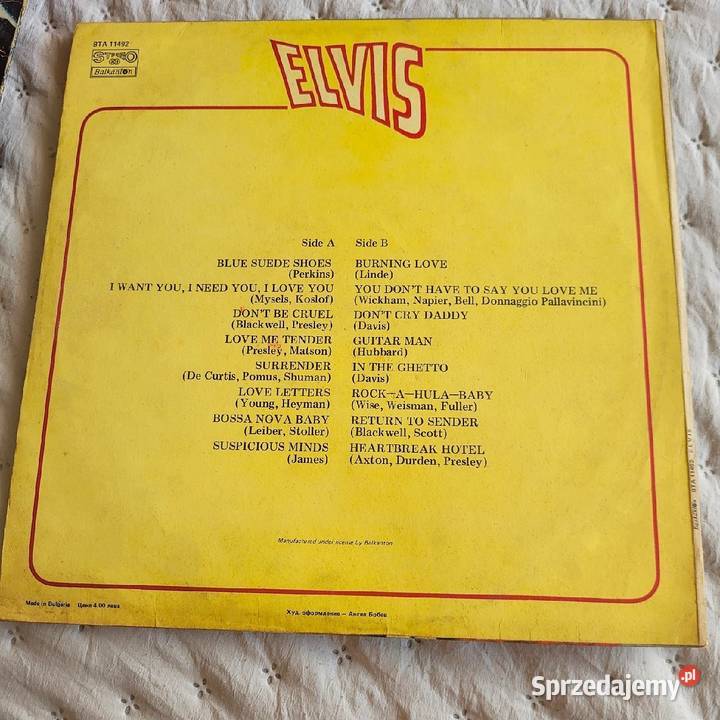 BTA 11492
STEREO
Balkanton
ELVIS
Side A
BLUE SUEDE SHOES
(Perkins)
I WANT YOU, I NEED YOU, I LOVE YOU
(Mysels, Koslof)
DON'T BE CRUEL
(Blackwell, Presley)
LOVE ME TENDER
(Presley, Matson)
SURRENDER
(De Curtis, Pomus, Shuman)
LOVE LETTERS
(Young, Heyman)
BOSSA NOVA BABY
(Leiber, Stoller)
SUSPICIOUS MINDS
(James)
Side B
BURNING LOVE
(Linde)
YOU DON'T HAVE TO SAY YOU LOVE ME
(Wickham, Napier, Bell, Donnaggio Pallavincini)
DON'T CRY DADDY
(Davis)
GUITAR MAN
(Hubbard)
IN THE GHETTO
(Davis)
ROCK—A—HULA—BABY
(Wise, Weisman, Fuller)
RETURN TO SENDER
(Blackwell, Scott)
HEARTBREAK HOTEL
(Axton, Durden, Presley)
Manufactured under license by Balkanton
Made in Bulgaria Цена 4,00 лева
Худ. оформление — Ангел Бобев
BTA 11492
Sprzedajemy.pl